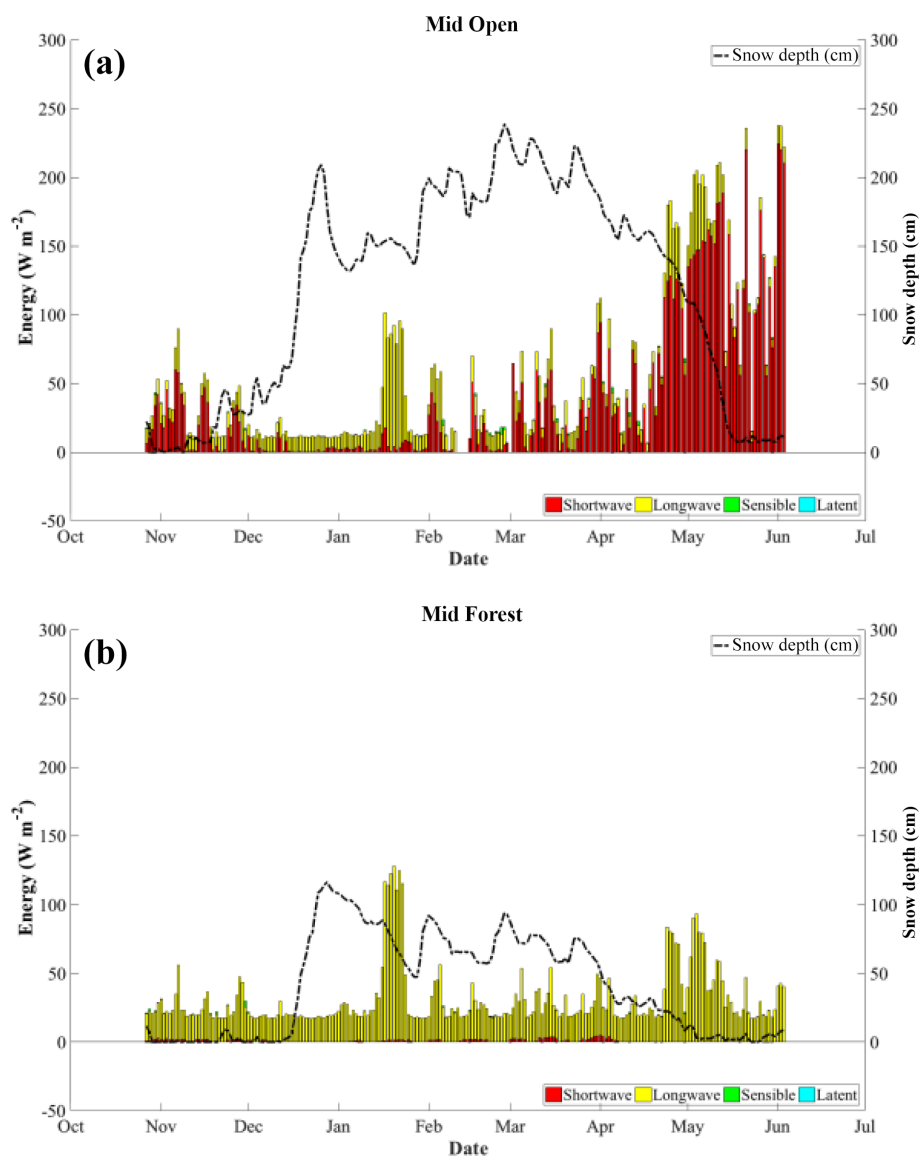 Mid Open
(a)
Snow depth (cm)
300
250
200
150
100
50
0
-50
300
250
200
150
100
50
0
Energy (W m-2)
Snow depth (cm)
Shortwave Longwave Sensible Latent
Oct Nov Dec Jan Feb Mar Apr May Jun Jul
Date
Mid Forest
(b)
Snow depth (cm)
300
250
200
150
100
50
0
-50
300
250
200
150
100
50
0
Energy (W m-2)
Snow depth (cm)
Shortwave Longwave Sensible Latent
Oct Nov Dec Jan Feb Mar Apr May Jun Jul
Date